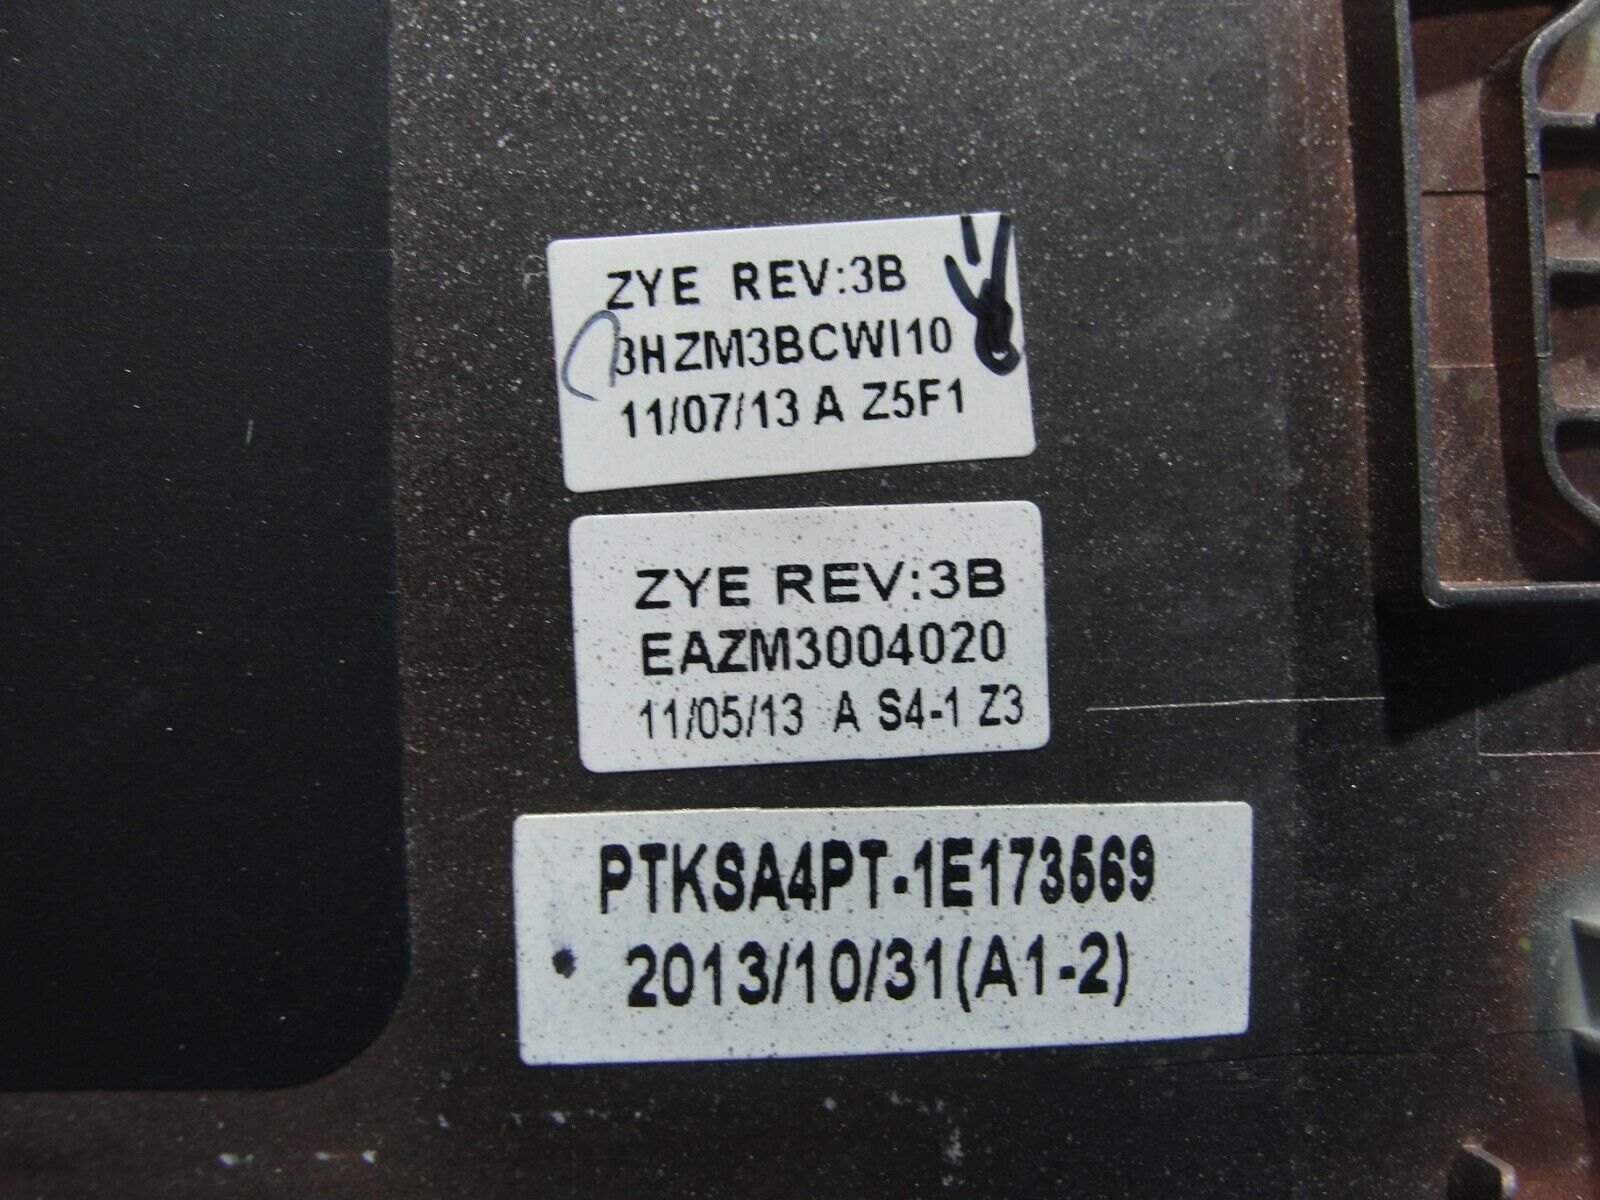 ZYE REV:3B
3HZM3BCWI10
11/07/13 A Z5F1
ZYE REV:3B
EAZM3004020
11/05/13 A S4-1 Z3
PTKSA4PT-1E173569
2013/10/31(A1-2)